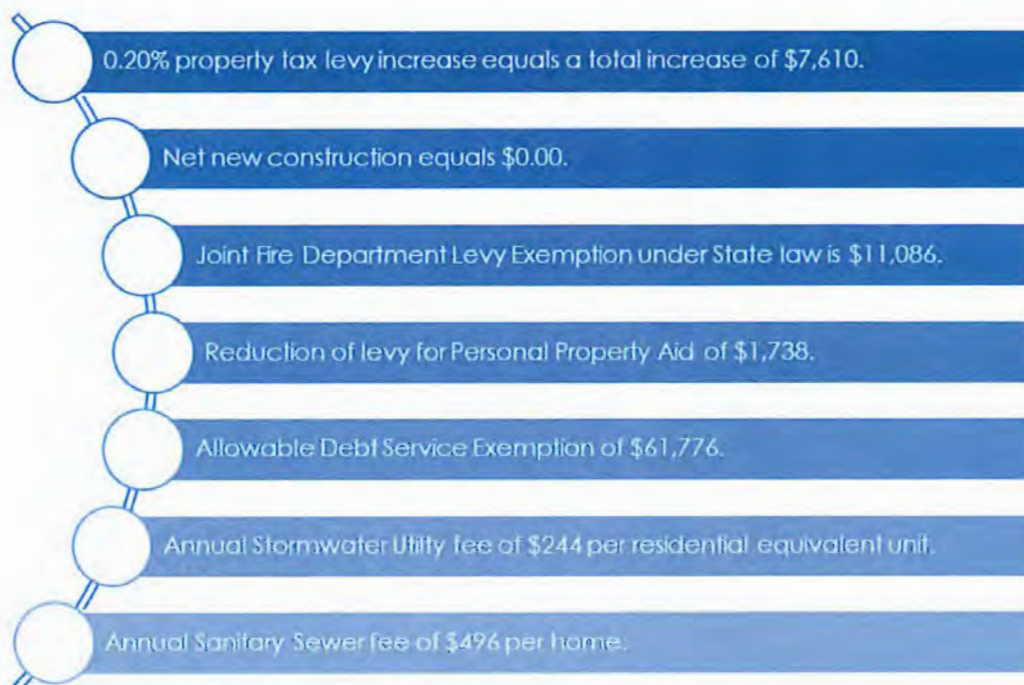 0.20% property tax levy increase equals a total increase of $7,610.
Net new construction equals $0.00.
Joint Fire Department Levy Exemption under State law is $11,086.
Reduction of levy for Personal Property Aid of $1,738.
Allowable Debt Service Exemption of $61,776.
Annual Stormwater Utility fee of $244 per residential equivalent unit.
Annual Sanitary Sewer fee of $496 per home.